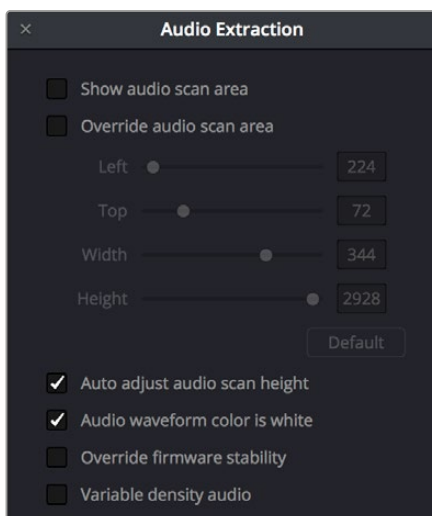 Audio Extraction
Show audio scan area
Override audio scan area
Left 224
Top 72
Width 344
Height 2928
Default
Auto adjust audio scan height
Audio waveform color is white
Override firmware stability
Variable density audio